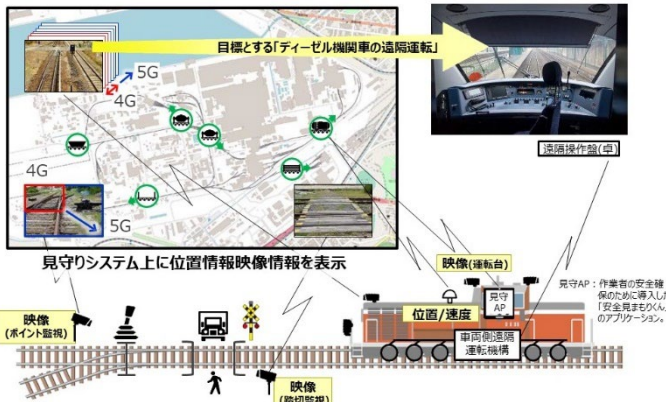 目標とする「ディーゼル機関車の遠隔運転」
5G
4G
4G
5G
遠隔操作盤(卓)
見守りシステム上に位置情報映像情報を表示
映像(運転台)
見守AP:作業者の安全確
保のために導入した
「安全見まもりくん」
のアプリケーション。
見守
AP
位置/速度
車両側遠隔
運転機構
映像
(ポイント監視)
映像
(踏切監視)